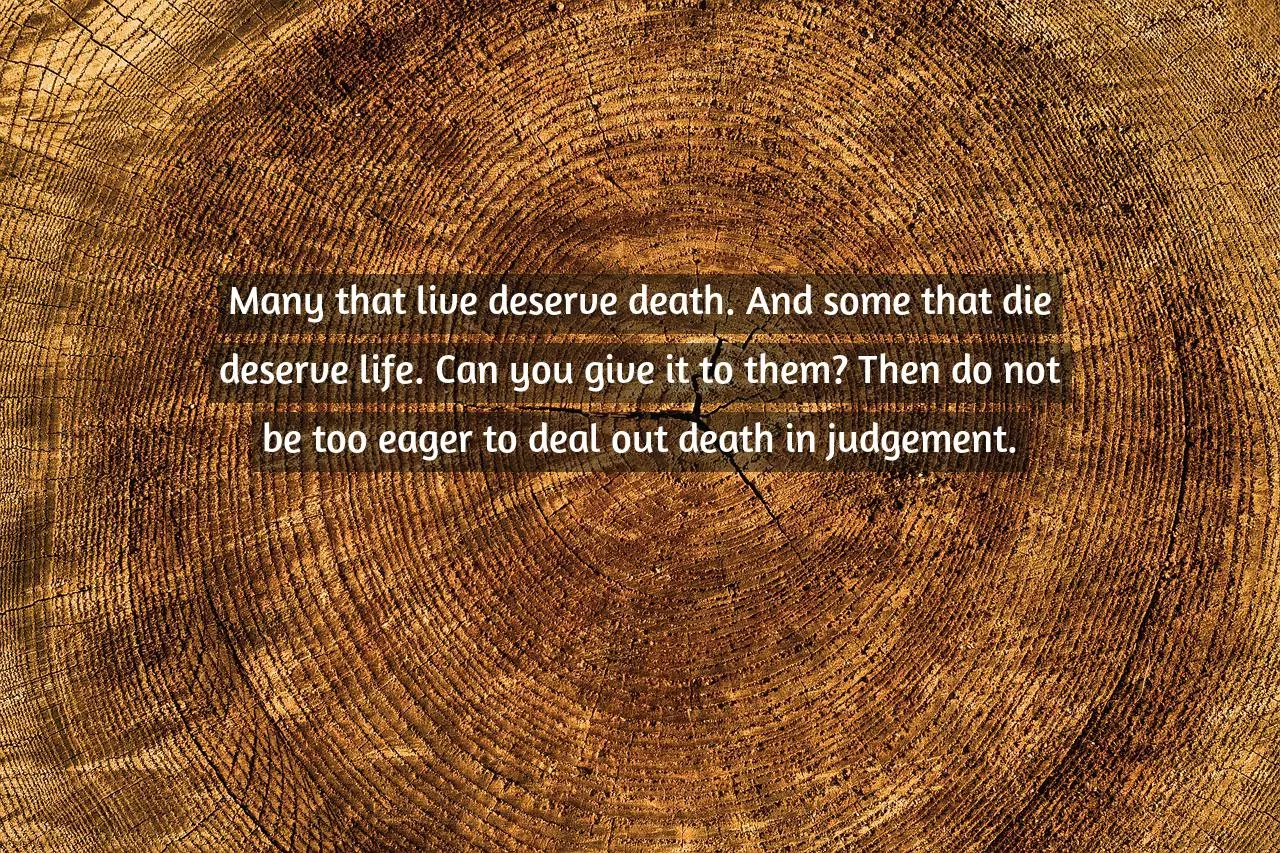 Many that live deserve death. And some that die
deserve life. Can you give it to them? Then do not
be too eager to deal out death in judgement.